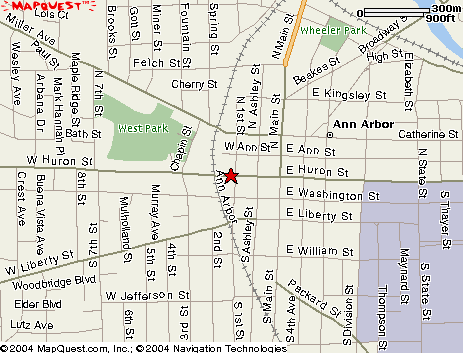 MAPQUEST
300m
900ft
Lois Ct
Miller Ave
Brooks St
Gott St
Miner St
Fountain St
Spring St
N Main St
Wheeler Park
Broadway St
High St
Paul St
Felch St
Cherry St
Beakes St
Elizabeth St
Wesley Ave
Arbana Dr
Mark Hannah Pl
Maple Ridge St
N 7th St
N 1st St
N Ashley St
N Main St
E Kingsley St
Ann Arbor
Catherine St
Bath St
West Park
Chapin St
W Ann St
E Ann St
W Huron St
E Huron St
N State St
Ann Arbor
E Washington St
E Liberty St
Crest Ave
Buena Vista Ave
8th St
S 7th St
Mulholland St
Murray Ave
5th St
4th St
2nd St
S Ashley St
E William St
S Thayer St
W Liberty St
Woodbridge Blvd
Elder Blvd
Lutz Ave
W Jefferson St
6th St
3rd St
S 1st St
S Main St
S 4th Ave
Packard St
S Division St
Thompson St
Maynard St
S State St
©2004 MapQuest.com, Inc.; ©2004 Navigation Technologies